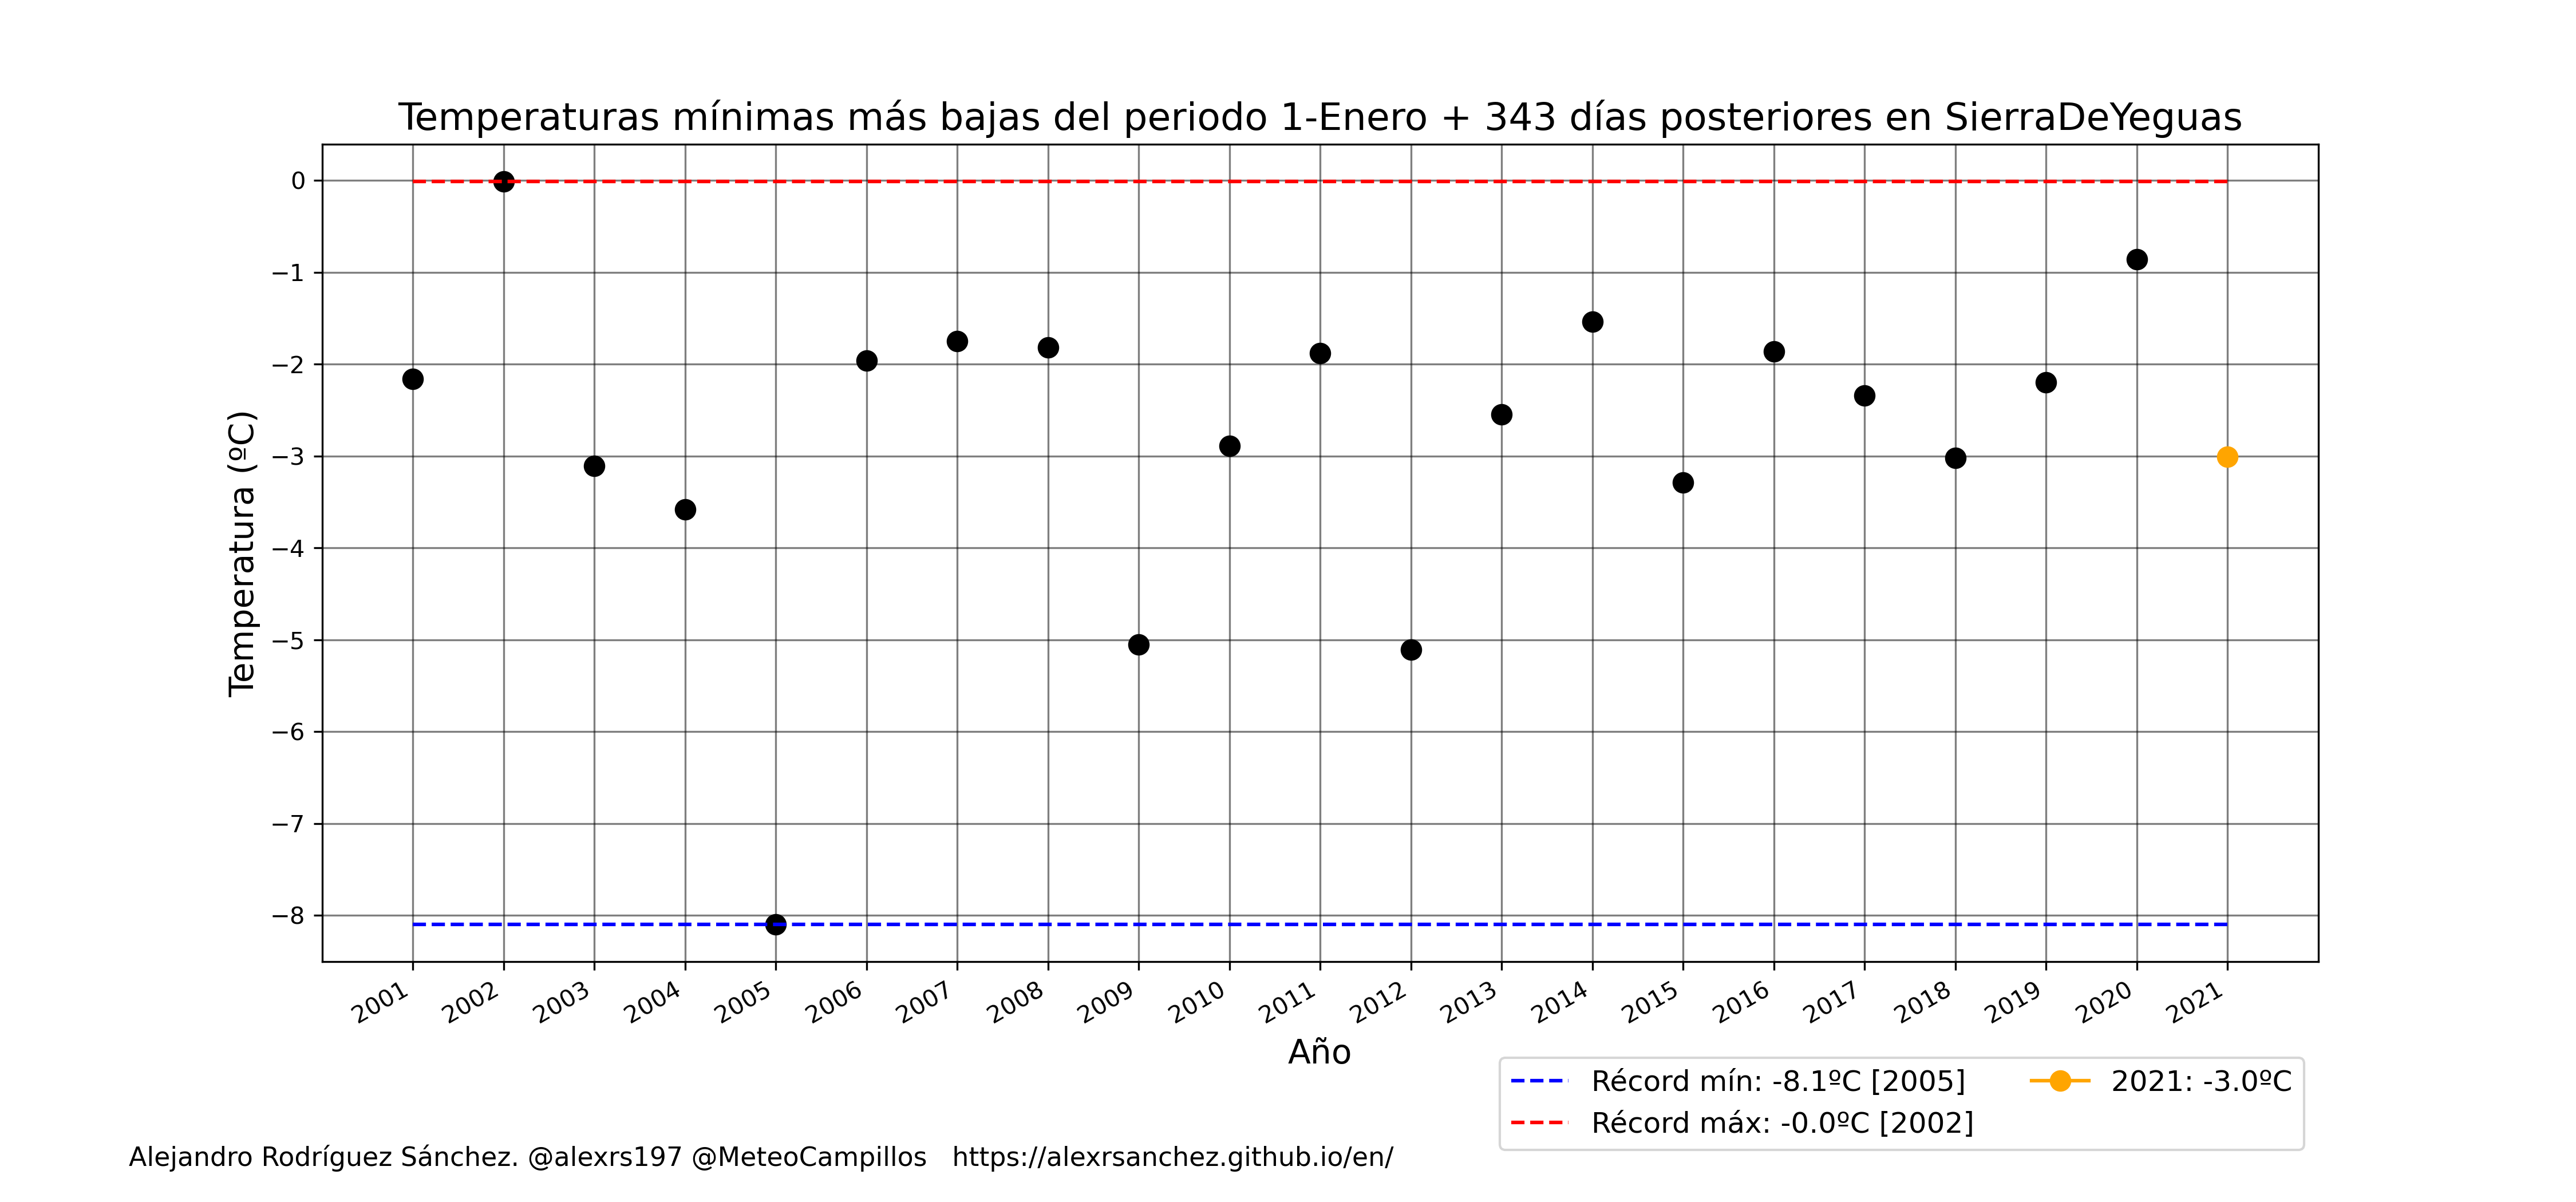 Temperaturas mínimas más bajas del periodo 1-Enero + 343 días posteriores en SierraDeYeguas
Temperatura (ºC)
0
−1
−2
−3
−4
−5
−6
−7
−8
2001 2002 2003 2004 2005 2006 2007 2008 2009 2010 2011 2012 2013 2014 2015 2016 2017 2018 2019 2020 2021
Año
Récord mín: -8.1ºC [2005]
Récord máx: -0.0ºC [2002]
2021: -3.0ºC
Alejandro Rodríguez Sánchez. @alexrs197 @MeteoCampillos https://alexrsanchez.github.io/en/